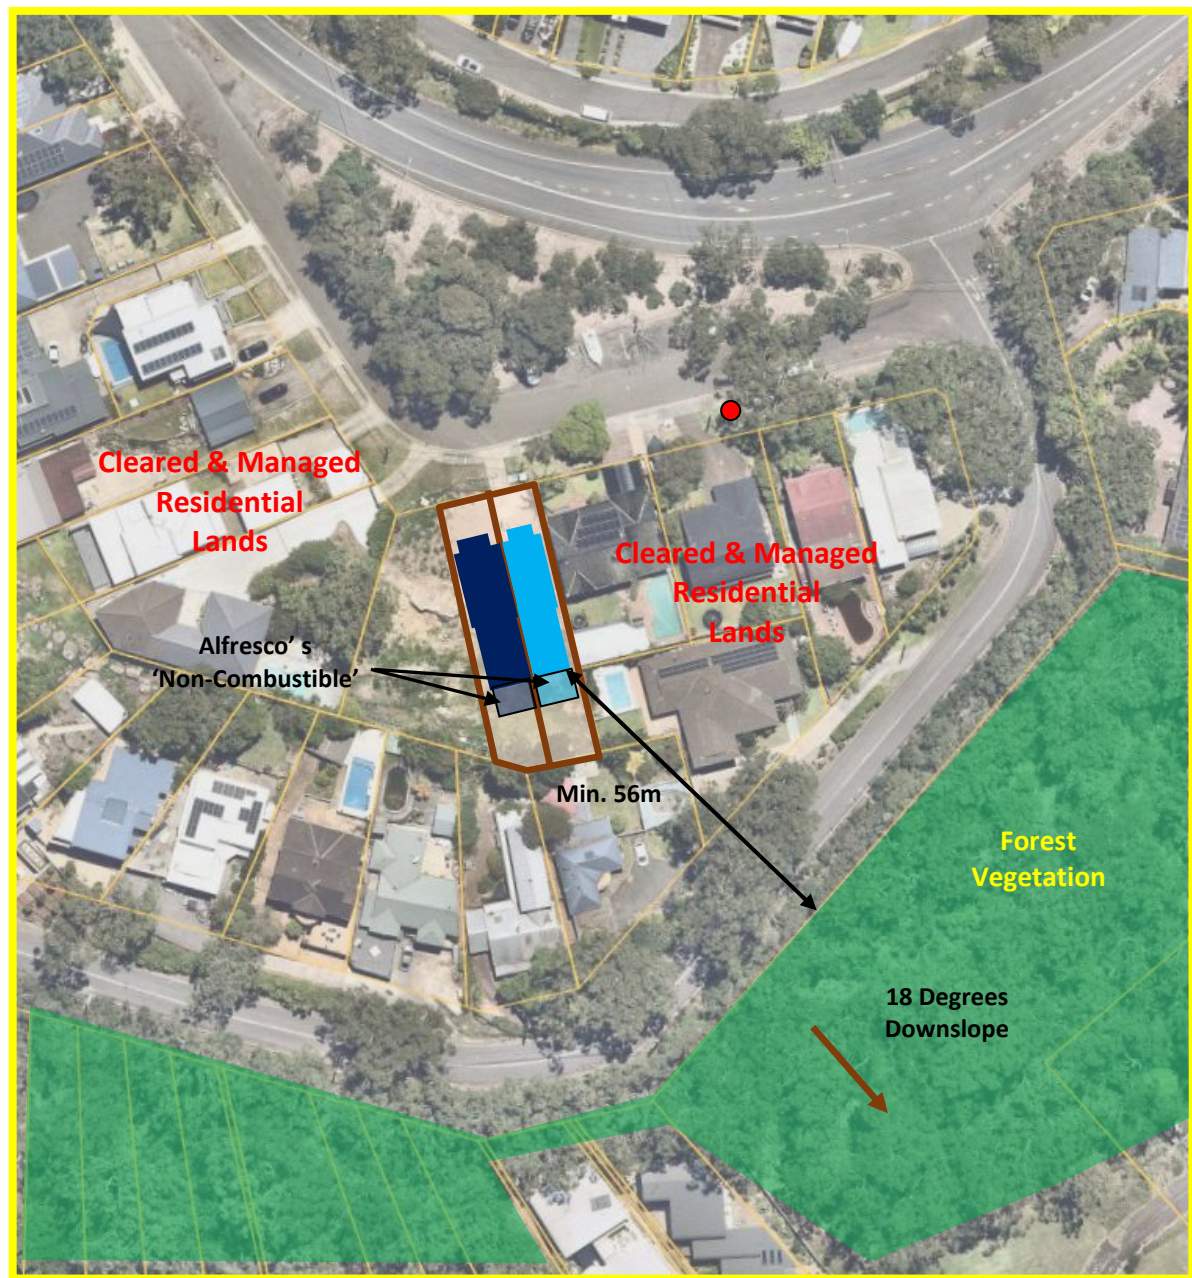 Cleared & Managed
Residential
Lands
Cleared & Managed
Residential
Lands
Alfresco’ s
‘Non-Combustible’
Min. 56m
Forest
Vegetation
18 Degrees
Downslope